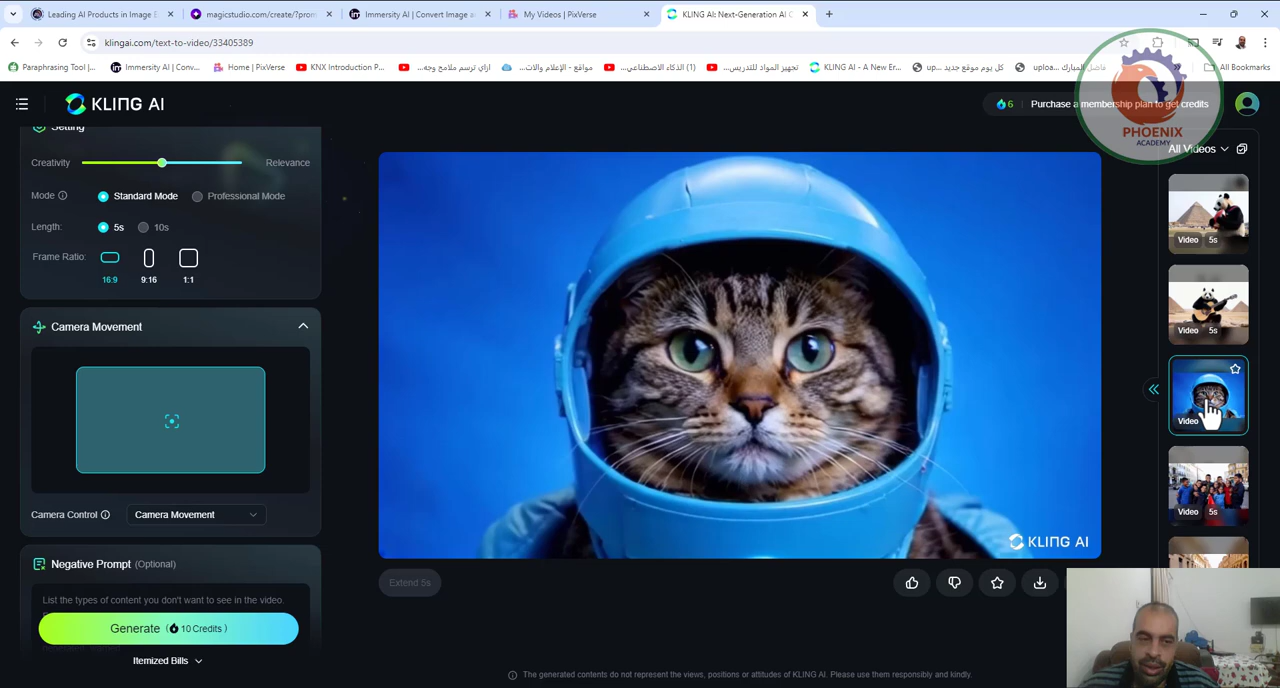 Leading AI Products in Image E
magicstudio.com/create/?prom
Immersity AI | Convert Image a
My Videos | PixVerse
KLING AI: Next-Generation AI C
klingai.com/text-to-video/33405389
Paraphrasing Tool |...
Immersity AI | Conv...
Home | PixVerse
KNX Introduction P...
ازاي ترسم ملامح وجه...
مواقع - الإعلام والات...
(1) الذكاء الاصطناعي...
تجهيز المواد للتدريس...
KLING AI - A New Er...
كل يوم موقع جديد up...
فاضل المبارك uploa...
All Bookmarks
KLING AI
6
Purchase a membership plan to get credits
PHOENIX
ACADEMY
All Videos
Setting
Creativity
Relevance
Mode
Standard Mode
Professional Mode
Length:
5s
10s
Frame Ratio:
16:9
9:16
1:1
Camera Movement
Camera Control
Camera Movement
Negative Prompt (Optional)
List the types of content you don't want to see in the video.
Generate ( 10 Credits )
Itemized Bills
KLING AI
Extend 5s
Video 5s
Video 5s
Video
Video 5s
The generated contents do not represent the views, positions or attitudes of KLING AI. Please use them responsibly and kindly.